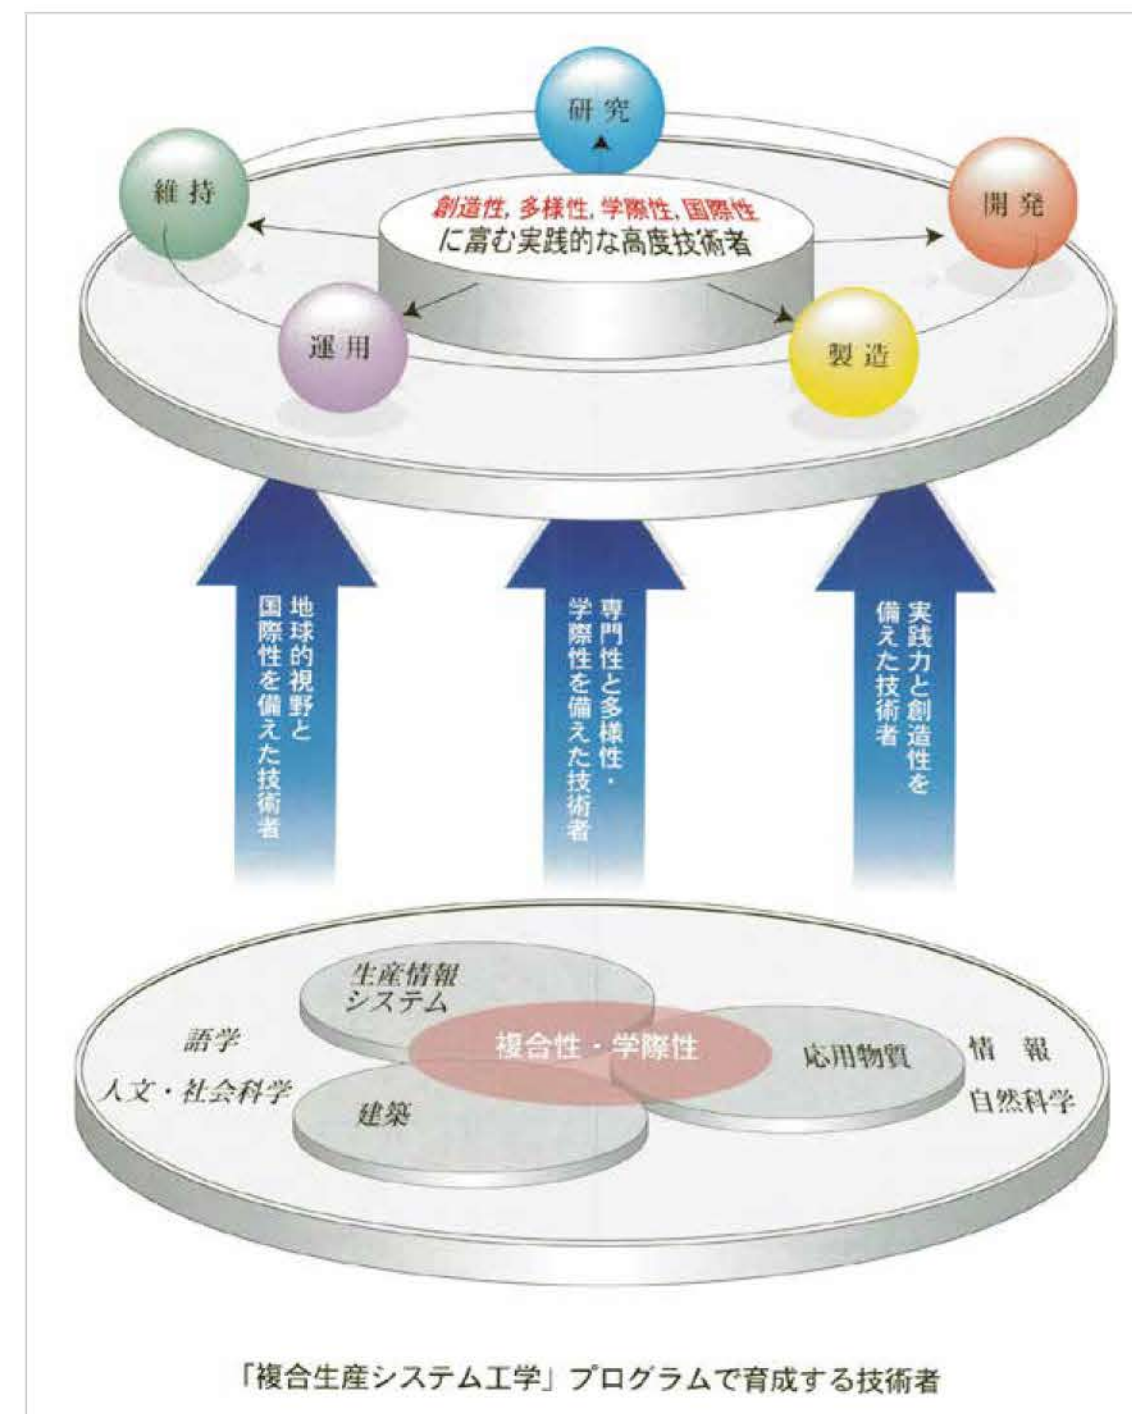 研究
維持
開発
創造性, 多様性, 学際性, 国際性
に富む実践的な高度技術者
運用
製造
地球的視野と
国際性を備えた技術者
専門性と多様性・
学際性を備えた技術者
実践力と創造性を
備えた技術者
生産情報
システム
語学
複合性・学際性
応用物質
情報
人文・社会科学
建築
自然科学
「複合生産システム工学」プログラムで育成する技術者